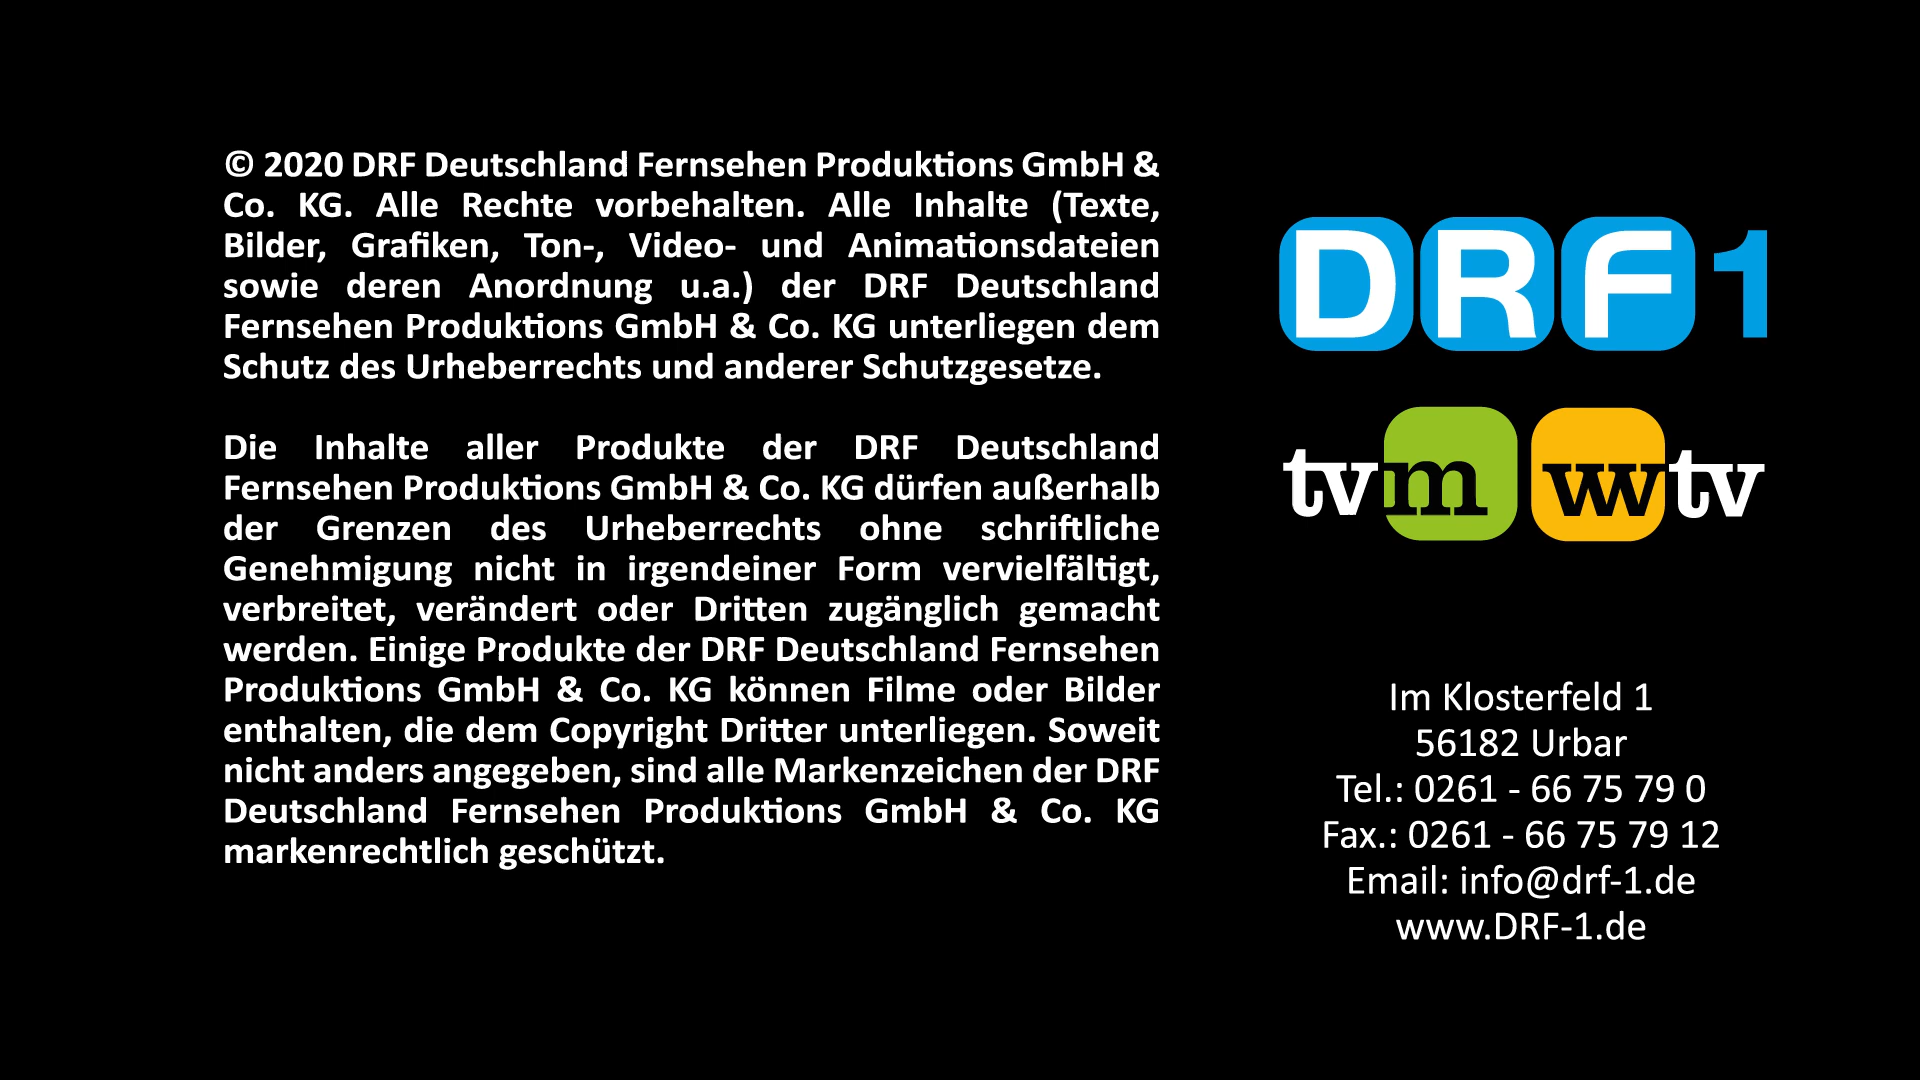 © 2020 DRF Deutschland Fernsehen Produktions GmbH &
Co. KG. Alle Rechte vorbehalten. Alle Inhalte (Texte,
Bilder, Grafiken, Ton-, Video- und Animationsdateien
sowie deren Anordnung u.a.) der DRF Deutschland
Fernsehen Produktions GmbH & Co. KG unterliegen dem
Schutz des Urheberrechts und anderer Schutzgesetze.
Die Inhalte aller Produkte der DRF Deutschland
Fernsehen Produktions GmbH & Co. KG dürfen außerhalb
der Grenzen des Urheberrechts ohne schriftliche
Genehmigung nicht in irgendeiner Form vervielfältigt,
verbreitet, verändert oder Dritten zugänglich gemacht
werden. Einige Produkte der DRF Deutschland Fernsehen
Produktions GmbH & Co. KG können Filme oder Bilder
enthalten, die dem Copyright Dritter unterliegen. Soweit
nicht anders angegeben, sind alle Markenzeichen der DRF
Deutschland Fernsehen Produktions GmbH & Co. KG
markenrechtlich geschützt.
DRF1
tvm wwtv
Im Klosterfeld 1
56182 Urbar
Tel.: 0261 - 66 75 79 0
Fax.: 0261 - 66 75 79 12
Email: info@drf-1.de
www.DRF-1.de